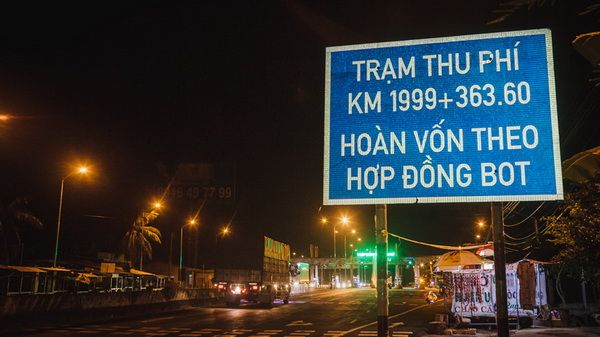 TRẠM THU PHÍ
KM 1999+363.60
HOÀN VỐN THEO
HỢP ĐỒNG BOT